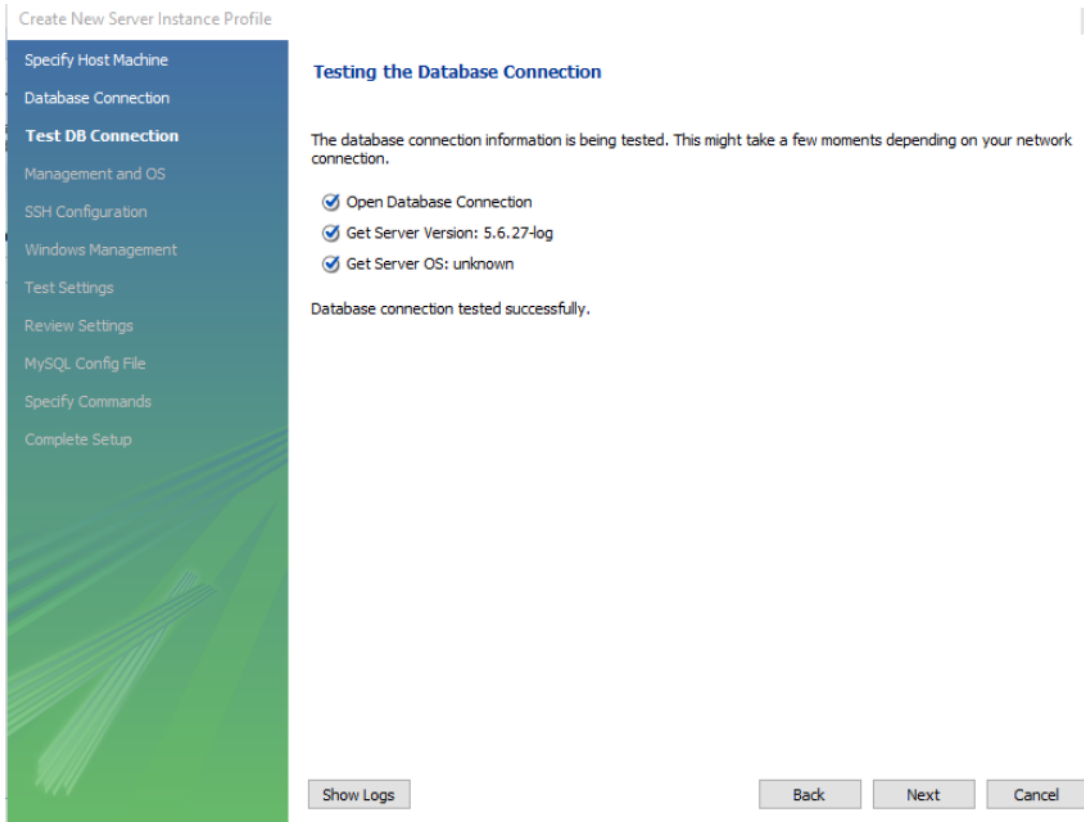 Create New Server Instance Profile
Specify Host Machine
Database Connection
Test DB Connection
Management and OS
SSH Configuration
Windows Management
Test Settings
Review Settings
MySQL Config File
Specify Commands
Complete Setup
Testing the Database Connection
The database connection information is being tested. This might take a few moments depending on your network
connection.
Open Database Connection
Get Server Version: 5.6.27-log
Get Server OS: unknown
Database connection tested successfully.
Show Logs
Back
Next
Cancel